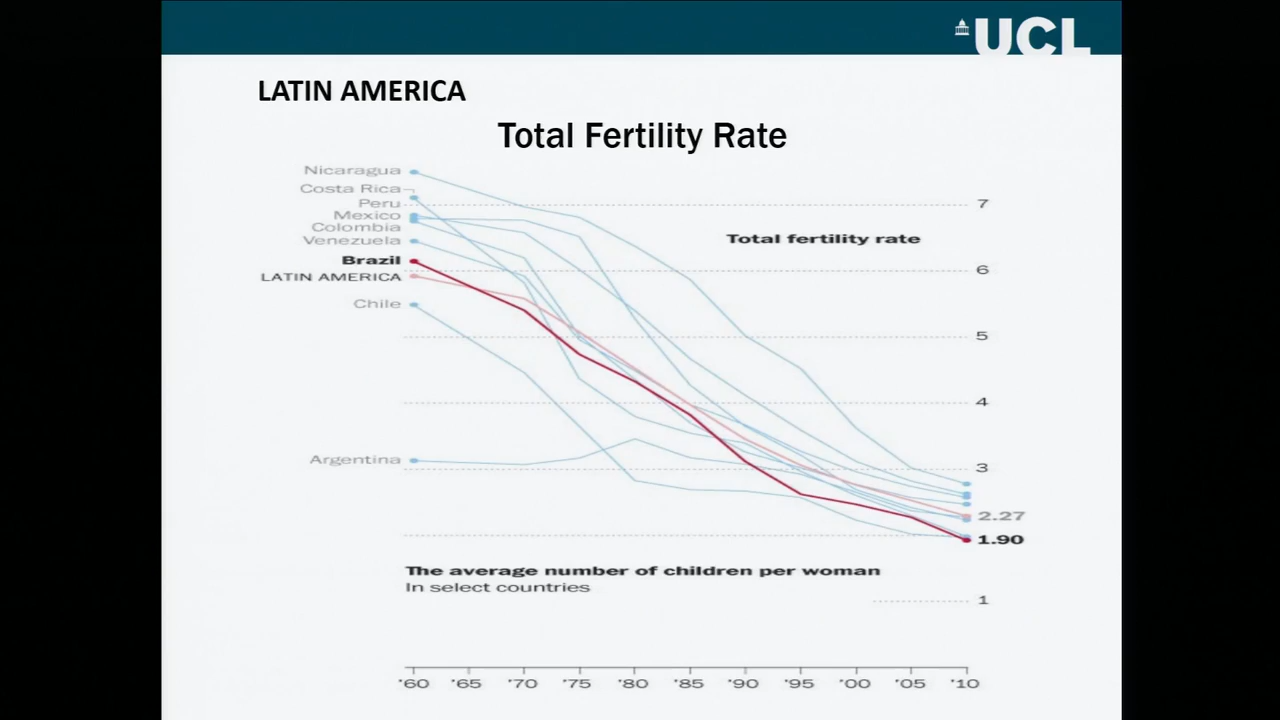 UCL
LATIN AMERICA
Total Fertility Rate
Nicaragua
Costa Rica
Peru
Mexico
Colombia
Venezuela
Brazil
LATIN AMERICA
Chile
Argentina
Total fertility rate
7
6
5
4
3
2.27
1.90
The average number of children per woman
In select countries
1
'60 '65 '70 '75 '80 '85 '90 '95 '00 '05 '10